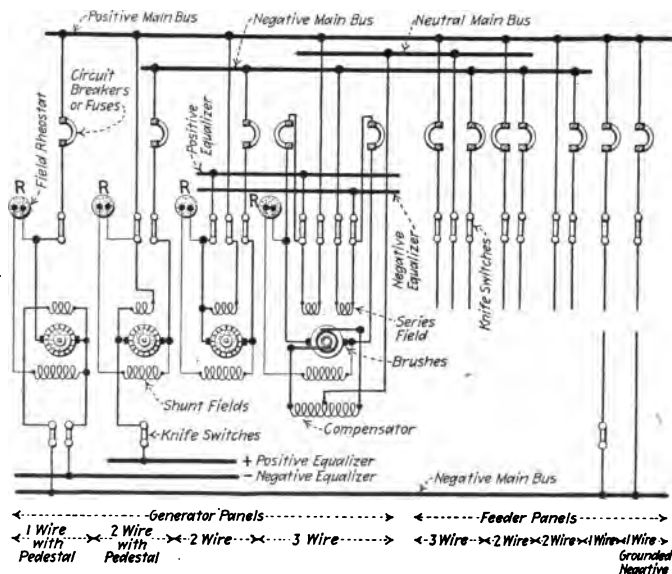 Positive Main Bus
Negative Main Bus
Neutral Main Bus
Circuit
Breakers
or Fuses
Field Rheostat
Positive
Equalizer
R
R
R
R
Negative
Equalizer
Knife Switches
Series
Field
Brushes
Shunt Fields
Compensator
Knife Switches
+ Positive Equalizer
- Negative Equalizer
Negative Main Bus
Generator Panels
Feeder Panels
1 Wire
with
Pedestal
2 Wire
with
Pedestal
2 Wire
3 Wire
3 Wire
2 Wire
2 Wire
1 Wire
1 Wire
Grounded
Negative